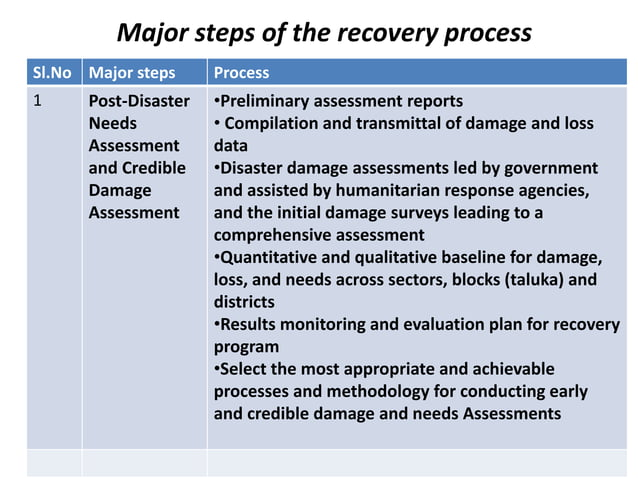 Major steps of the recovery process
Sl.No Major steps Process
1 Post-Disaster
Needs
Assessment
and Credible
Damage
Assessment
•Preliminary assessment reports
• Compilation and transmittal of damage and loss
data
•Disaster damage assessments led by government
and assisted by humanitarian response agencies,
and the initial damage surveys leading to a
comprehensive assessment
•Quantitative and qualitative baseline for damage,
loss, and needs across sectors, blocks (taluka) and
districts
•Results monitoring and evaluation plan for recovery
program
•Select the most appropriate and achievable
processes and methodology for conducting early
and credible damage and needs Assessments